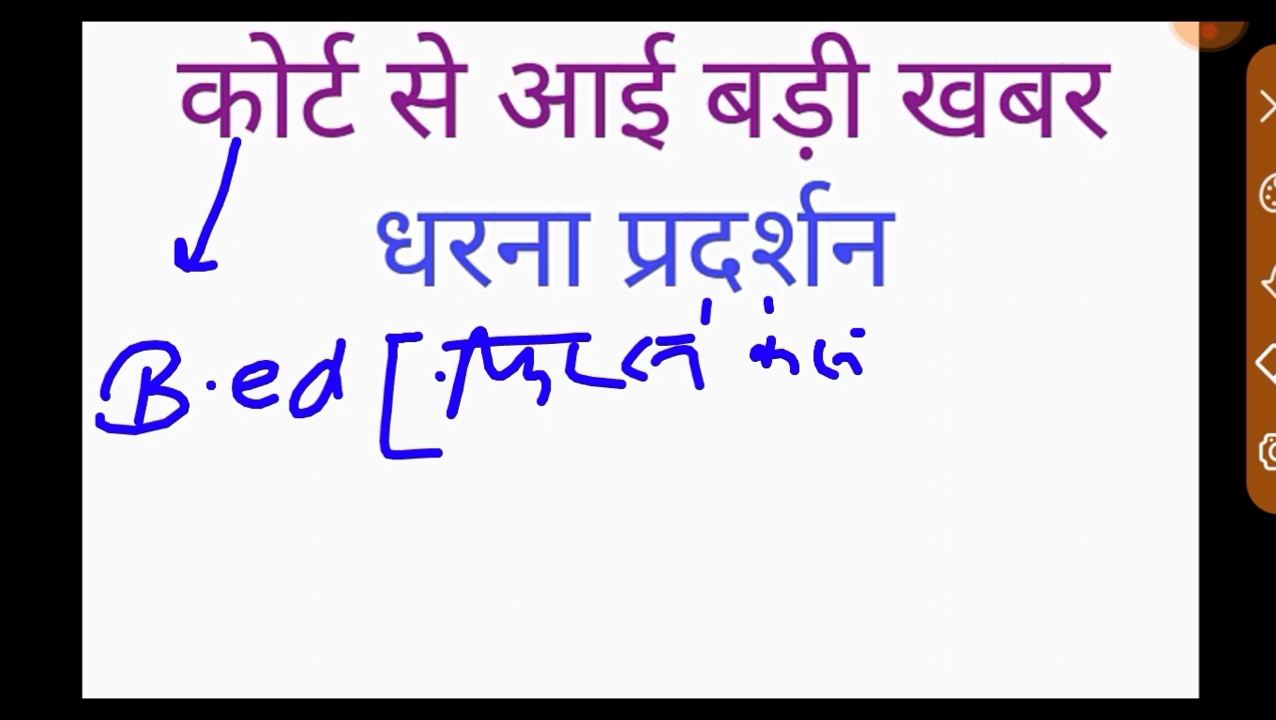 कोर्ट से आई बड़ी खबर
धरना प्रदर्शन
B.ed [